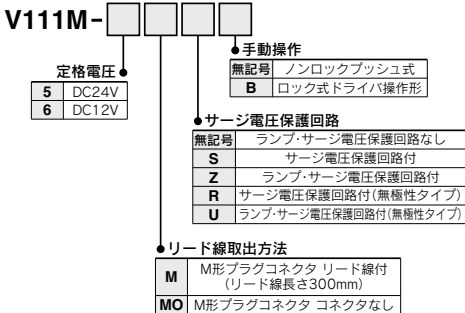 V111M-
●手動操作
無記号 ノンロックプッシュ式
B ロック式ドライバ操作形
定格電圧●
5 DC24V
6 DC12V
●サージ電圧保護回路
無記号 ランプ・サージ電圧保護回路なし
S サージ電圧保護回路付
Z ランプ・サージ電圧保護回路付
R サージ電圧保護回路付(無極性タイプ)
U ランプ・サージ電圧保護回路付(無極性タイプ)
●リード線取出方法
M M形プラグコネクタ リード線付
(リード線長さ300mm)
MO M形プラグコネクタ コネクタなし